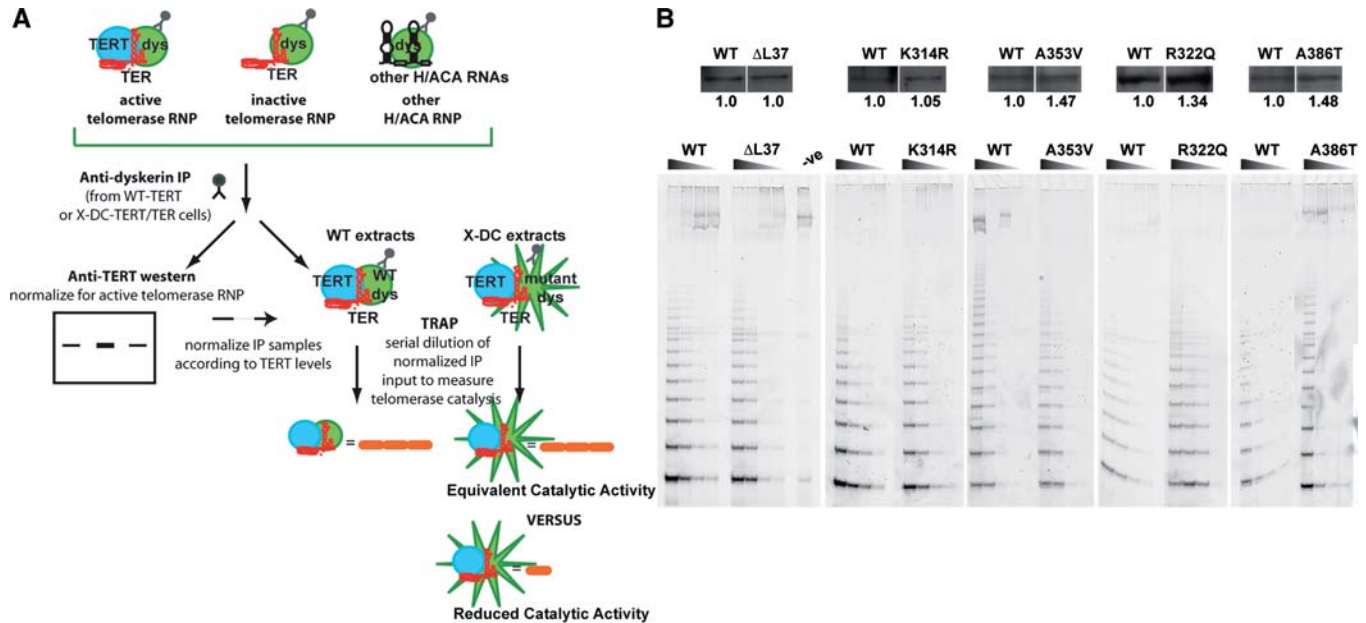 A
TERT
dys
TER
active
telomerase RNP
dys
TER
inactive
telomerase RNP
dys
other H/ACA RNAs
other
H/ACA RNP
Anti-dyskerin IP
(from WT-TERT
or X-DC-TERT/TER cells)
Anti-TERT western
normalize for active telomerase RNP
normalize IP samples
according to TERT levels
WT extracts
TERT
WT
dys
TER
X-DC extracts
TERT
mutant
dys
TER
TRAP
serial dilution of
normalized IP
input to measure
telomerase catalysis
=
=
Equivalent Catalytic Activity
VERSUS
=
Reduced Catalytic Activity
B
WT ΔL37
1.0 1.0
WT K314R
1.0 1.05
WT A353V
1.0 1.47
WT R322Q
1.0 1.34
WT A386T
1.0 1.48
WT ΔL37 -ve
WT K314R
WT A353V
WT R322Q
WT A386T